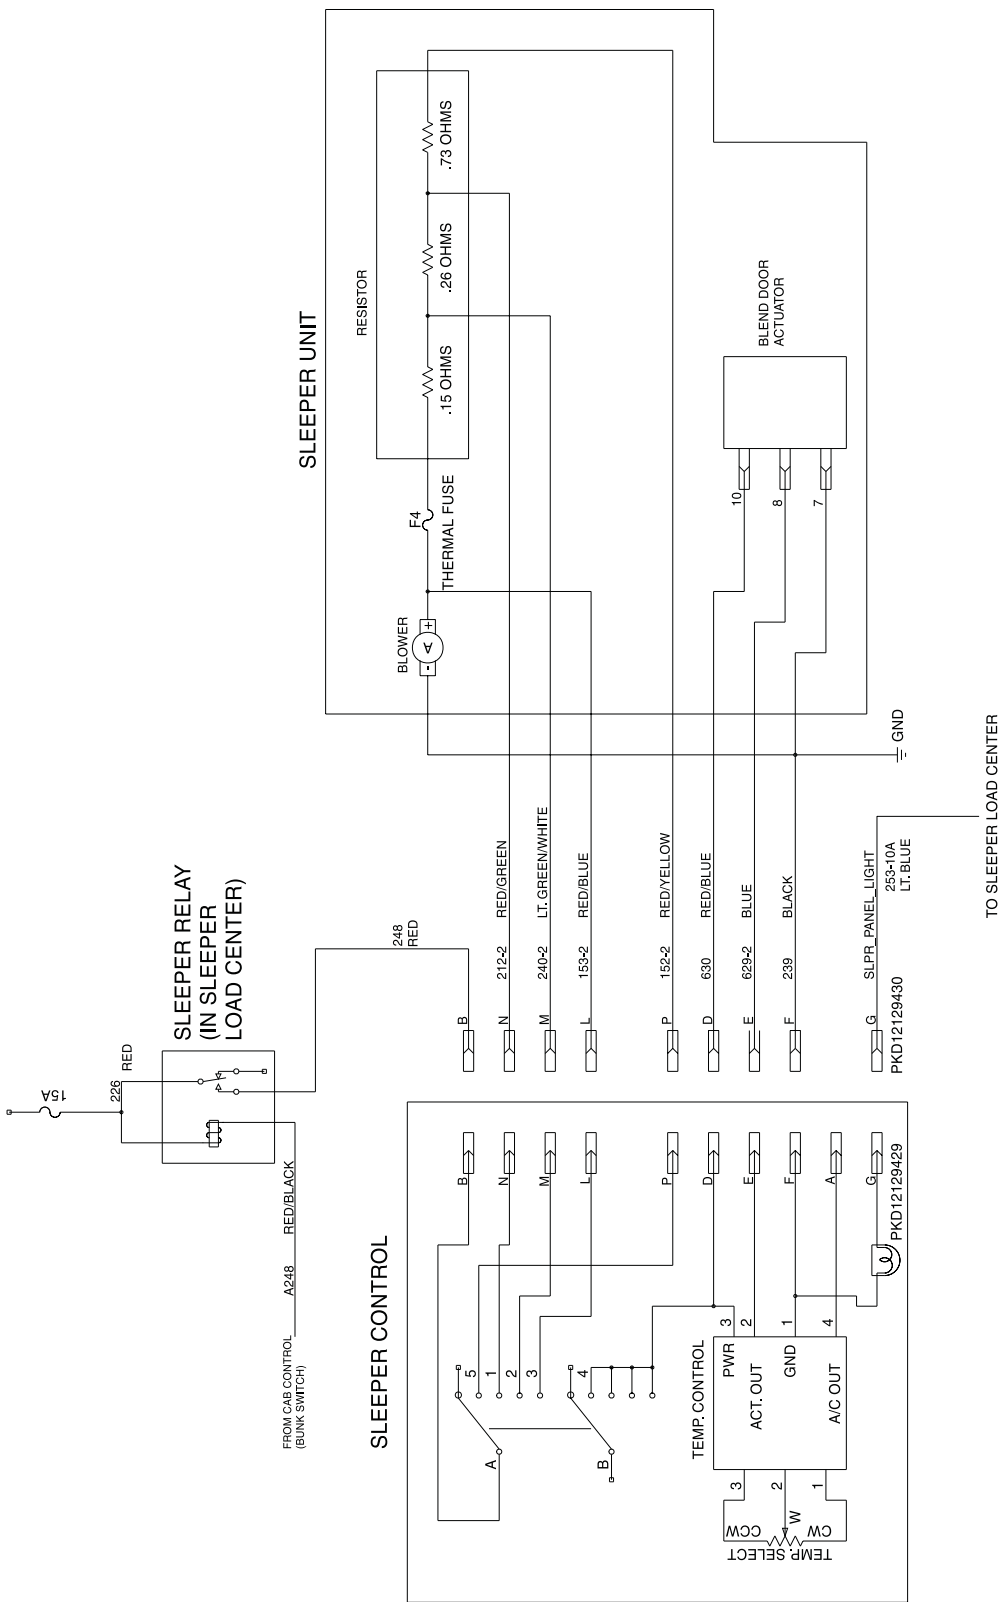 SLEEPER UNIT
RESISTOR
.15 OHMS
.26 OHMS
.73 OHMS
F4
THERMAL FUSE
BLOWER
-
A
+
BLEND DOOR
ACTUATOR
10
8
7
GND
SLEEPER RELAY
(IN SLEEPER
LOAD CENTER)
15A
226
RED
248
RED
FROM CAB CONTROL
(BUNK SWITCH)
A248
RED/BLACK
B
N
212-2
RED/GREEN
M
240-2
LT. GREEN/WHITE
L
153-2
RED/BLUE
P
152-2
RED/YELLOW
D
630
RED/BLUE
E
629-2
BLUE
F
239
BLACK
G
SLPR_PANEL_LIGHT
253-10A
LT. BLUE
PKD12129430
TO SLEEPER LOAD CENTER
SLEEPER CONTROL
B
N
M
L
P
D
E
F
A
G
PKD12129429
A
5
1
2
3
B
4
TEMP. CONTROL
PWR
3
ACT. OUT
2
GND
1
A/C OUT
4
3
2
1
CCW
W
CW
TEMP. SELECT